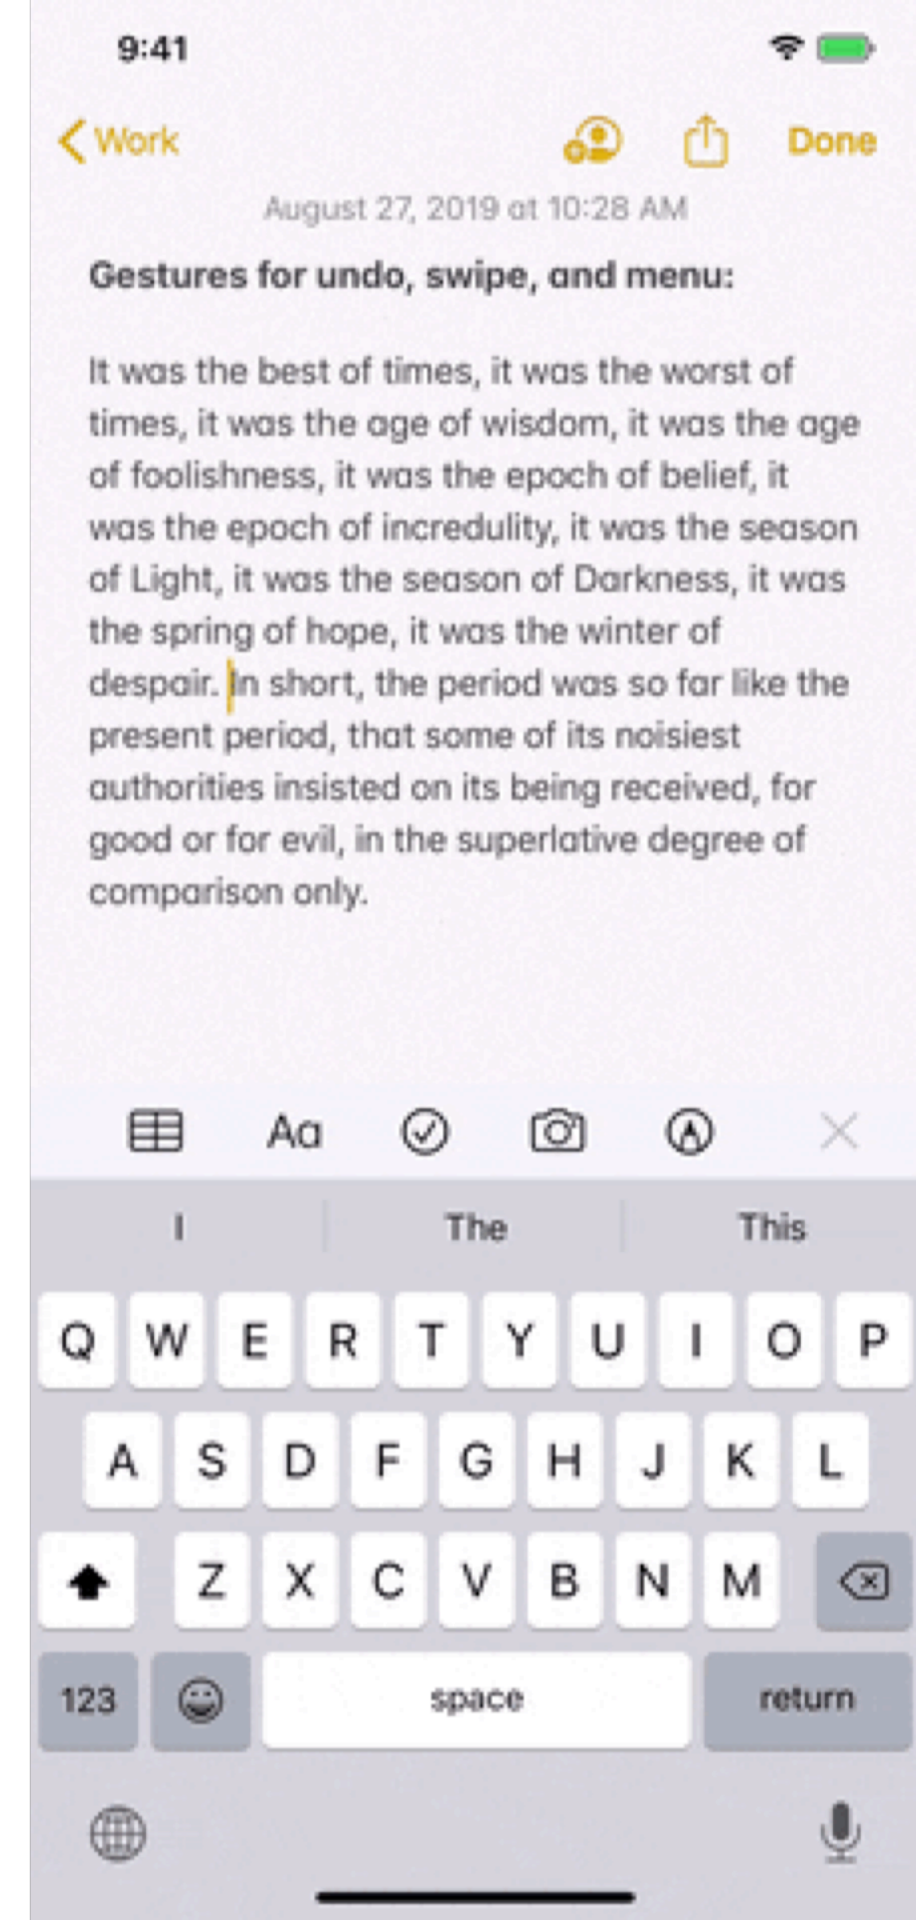 9:41
Work
Done
August 27, 2019 at 10:28 AM
Gestures for undo, swipe, and menu:
It was the best of times, it was the worst of
times, it was the age of wisdom, it was the age
of foolishness, it was the epoch of belief, it
was the epoch of incredulity, it was the season
of Light, it was the season of Darkness, it was
the spring of hope, it was the winter of
despair. In short, the period was so far like the
present period, that some of its noisiest
authorities insisted on its being received, for
good or for evil, in the superlative degree of
comparison only.
Aa
I The This
Q W E R T Y U I O P
A S D F G H J K L
Z X C V B N M
123 space return